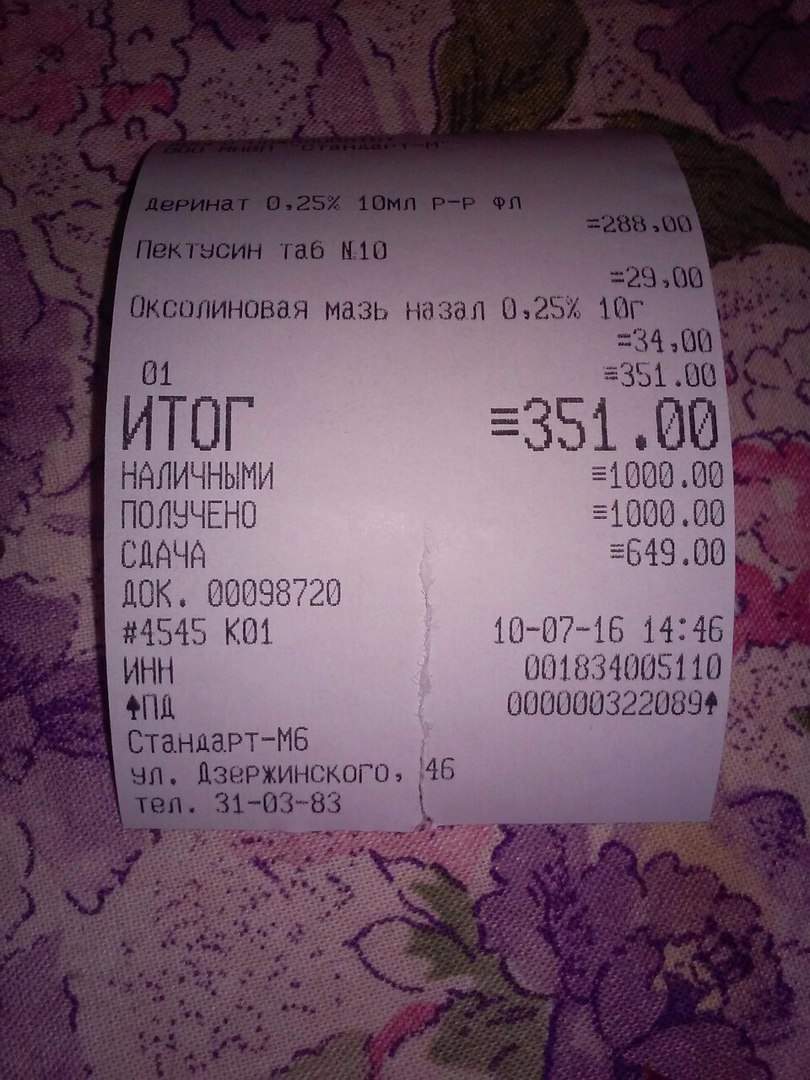 ООО МНПП "СТАНДАРТ-М"
деринат 0,25% 10мл Р-Р ФЛ
=288,00
Пектусин таб №10
=29,00
Оксолиновая мазь назал 0,25% 10г
=34,00
01 ≡351.00
ИТОГ ≡351.00
НАЛИЧНЫМИ ≡1000.00
ПОЛУЧЕНО ≡1000.00
СДАЧА ≡649.00
ДОК. 00098720
#4545 К01 10-07-16 14:46
ИНН 001834005110
♠ПД 000000322089♠
Стандарт-М6
ул. Дзержинского, 46
тел. 31-03-83